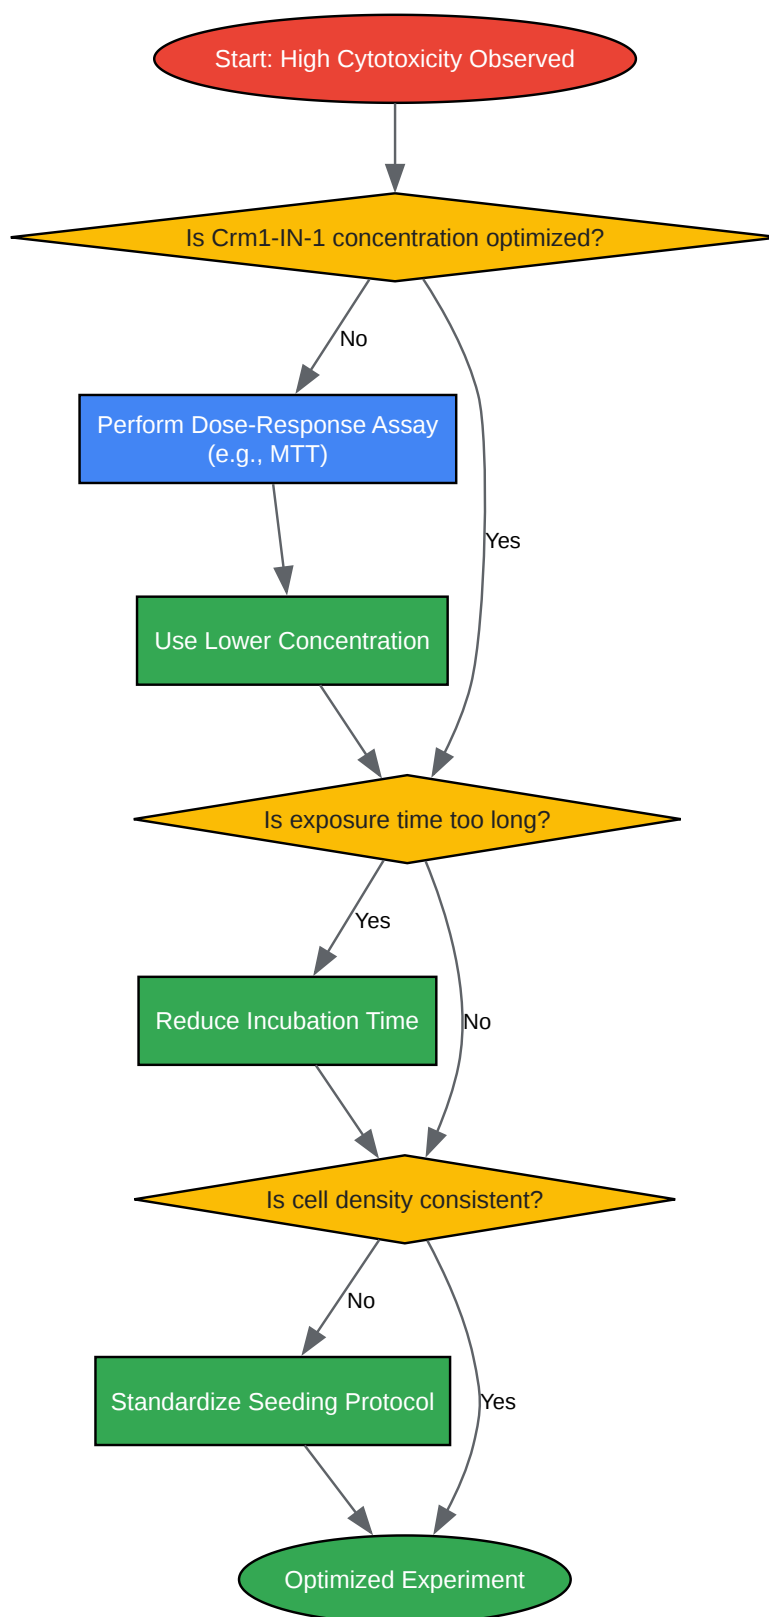 Start: High Cytotoxicity Observed
Is Crm1-IN-1 concentration optimized?
No
Perform Dose-Response Assay
(e.g., MTT)
Yes
Use Lower Concentration
Is exposure time too long?
Yes
Reduce Incubation Time
No
Is cell density consistent?
No
Standardize Seeding Protocol
Yes
Optimized Experiment